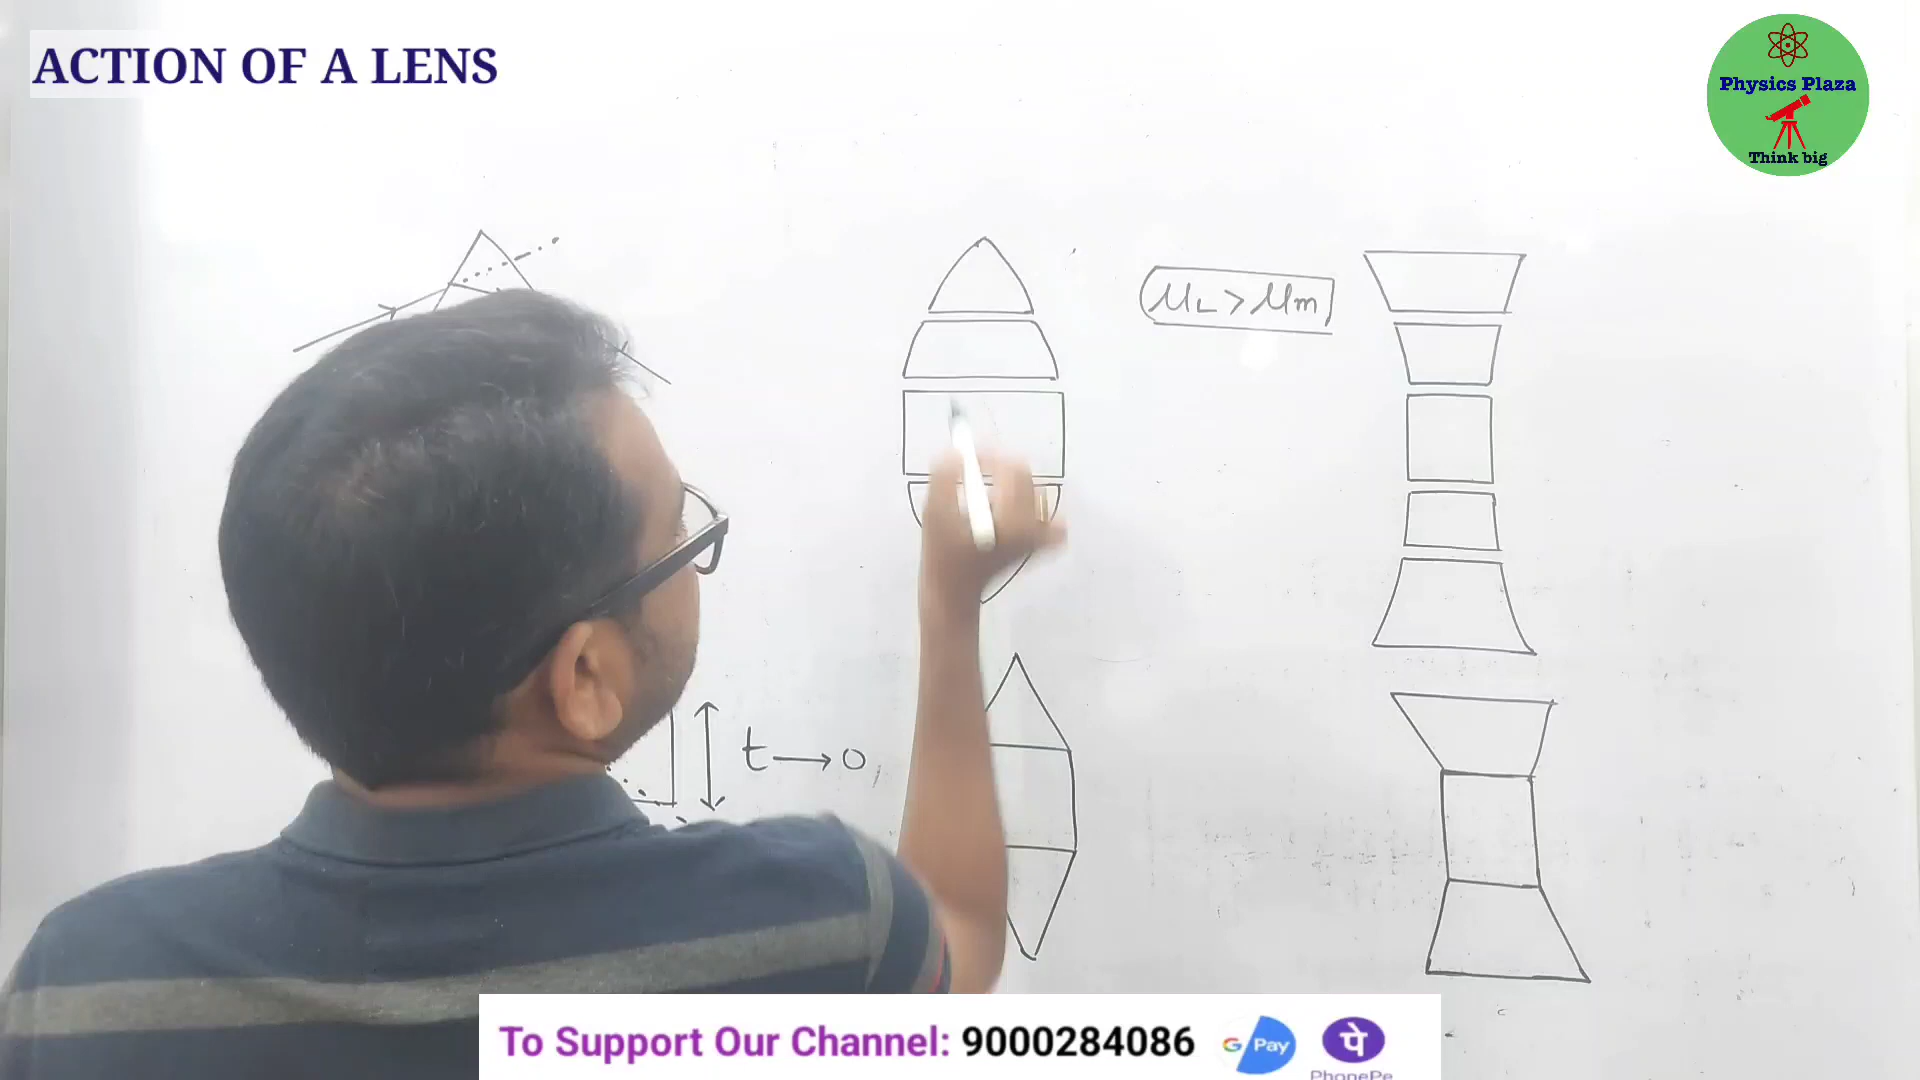 ACTION OF A LENS
Physics Plaza
Think big
μL > μm
t → 0
To Support Our Channel: 9000284086
G Pay
पे
PhonePe